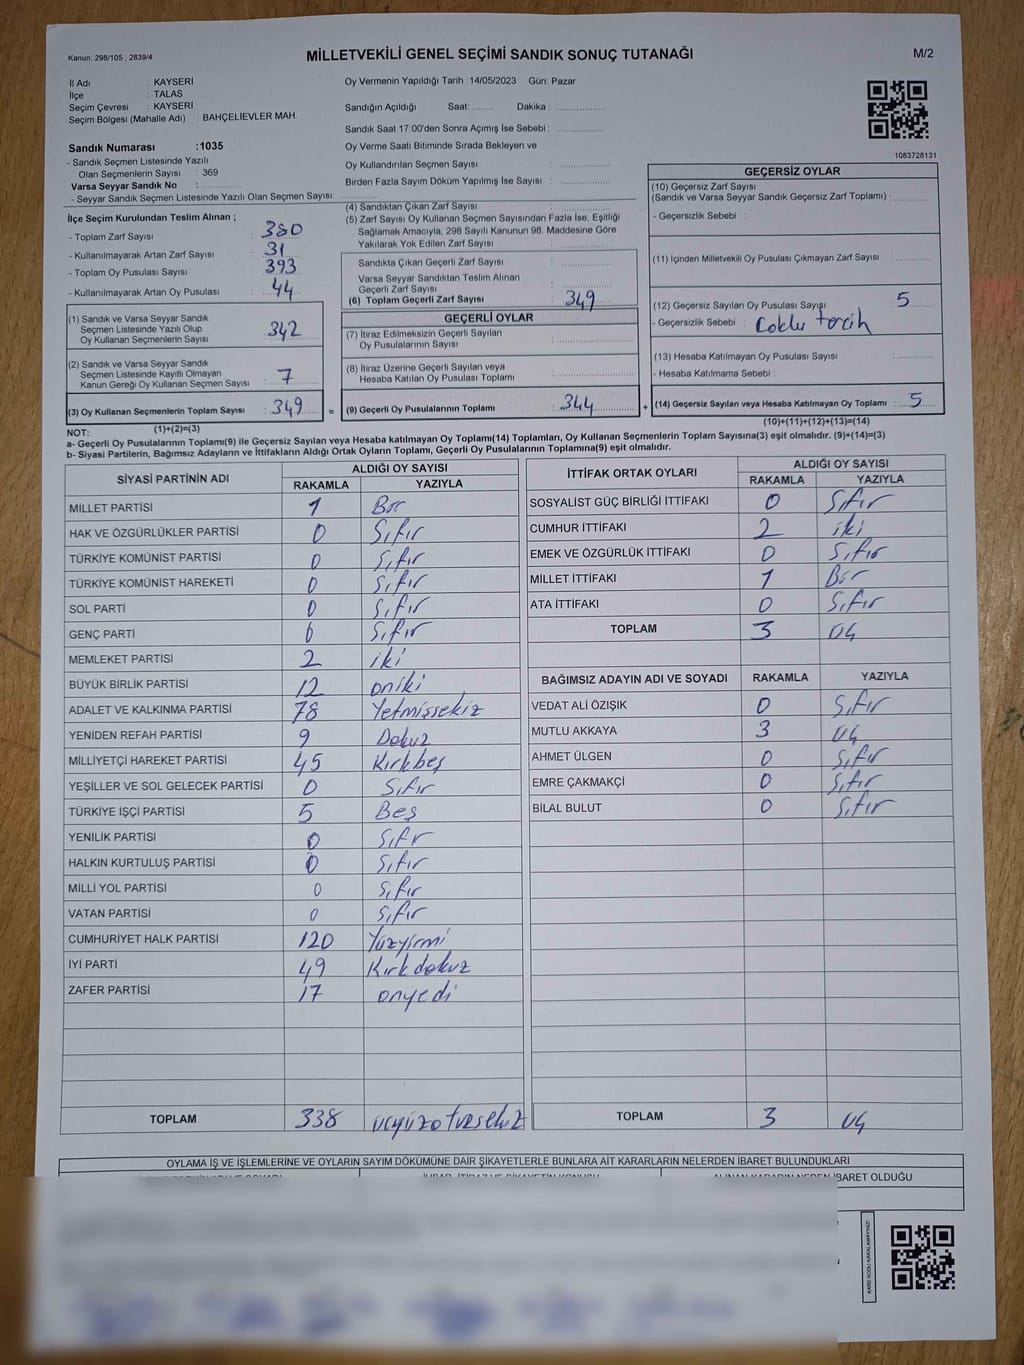 Kanun: 298/105 , 2839/4
MİLLETVEKİLİ GENEL SEÇİMİ SANDIK SONUÇ TUTANAĞI
M/2
İl Adı : KAYSERİ
İlçe : TALAS
Seçim Çevresi : KAYSERİ
Seçim Bölgesi (Mahalle Adı) : BAHÇELİEVLER MAH.
Sandık Numarası :1035
- Sandık Seçmen Listesinde Yazılı
Olan Seçmenlerin Sayısı : 369
Varsa Seyyar Sandık No :
- Seyyar Sandık Seçmen Listesinde Yazılı Olan Seçmen Sayısı:
Oy Vermenin Yapıldığı Tarih :14/05/2023 Gün: Pazar
Sandığın Açıldığı Saat: Dakika :
Sandık Saat 17:00'den Sonra Açımış İse Sebebi :
Oy Verme Saati Bitiminde Sırada Bekleyen ve
Oy Kullandırılan Seçmen Sayısı :
Birden Fazla Sayım Döküm Yapılmış İse Sayısı :
1083728131
İlçe Seçim Kurulundan Teslim Alınan ;
- Toplam Zarf Sayısı : 380
- Kullanılmayarak Artan Zarf Sayısı : 31
- Toplam Oy Pusulası Sayısı : 393
- Kullanılmayarak Artan Oy Pusulası : 44
(1) Sandık ve Varsa Seyyar Sandık
Seçmen Listesinde Yazılı Olup
Oy Kullanan Seçmenlerin Sayısı : 342
(2) Sandık ve Varsa Seyyar Sandık
Seçmen Listesinde Kayıtlı Olmayan
Kanun Gereği Oy Kullanan Seçmen Sayısı : 7
(3) Oy Kullanan Seçmenlerin Toplam Sayısı : 349 =
(1)+(2)=(3)
(4) Sandıktan Çıkan Zarf Sayısı :
(5) Zarf Sayısı Oy Kullanan Seçmen Sayısından Fazla İse, Eşitliği
Sağlamak Amacıyla, 298 Sayılı Kanunun 98. Maddesine Göre
Yakılarak Yok Edilen Zarf Sayısı :
Sandıkta Çıkan Geçerli Zarf Sayısı :
Varsa Seyyar Sandıktan Teslim Alınan
Geçerli Zarf Sayısı :
(6) Toplam Geçerli Zarf Sayısı : 349
GEÇERLİ OYLAR
(7) İtiraz Edilmeksizin Geçerli Sayılan
Oy Pusulalarının Sayısı :
(8) İtiraz Üzerine Geçerli Sayılan veya
Hesaba Katılan Oy Pusulası Toplamı :
(9) Geçerli Oy Pusulalarının Toplamı : 344 +
GEÇERSİZ OYLAR
(10) Geçersiz Zarf Sayısı
(Sandık ve Varsa Seyyar Sandık Geçersiz Zarf Toplamı) :
- Geçersizlik Sebebi :
(11) İçinden Milletvekili Oy Pusulası Çıkmayan Zarf Sayısı :
(12) Geçersiz Sayılan Oy Pusulası Sayısı : 5
- Geçersizlik Sebebi : Çoklu tercih
(13) Hesaba Katılmayan Oy Pusulası Sayısı :
- Hesaba Katılmama Sebebi :
(14) Geçersiz Sayılan veya Hesaba Katılmayan Oy Toplamı : 5
(10)+(11)+(12)+(13)=(14)
NOT:
a- Geçerli Oy Pusulalarının Toplamı(9) ile Geçersiz Sayılan veya Hesaba katılmayan Oy Toplamı(14) Toplamları, Oy Kullanan Seçmenlerin Toplam Sayısına(3) eşit olmalıdır. (9)+(14)=(3)
b- Siyasi Partilerin, Bağımsız Adayların ve İttifakların Aldığı Ortak Oyların Toplamı, Geçerli Oy Pusulalarının Toplamına(9) eşit olmalıdır.
SİYASİ PARTİNİN ADI ALDIĞI OY SAYISI
RAKAMLA YAZIYLA
MİLLET PARTİSİ 1 Bir
HAK VE ÖZGÜRLÜKLER PARTİSİ 0 Sıfır
TÜRKİYE KOMÜNİST PARTİSİ 0 Sıfır
TÜRKİYE KOMÜNİST HAREKETİ 0 Sıfır
SOL PARTİ 0 Sıfır
GENÇ PARTİ 0 Sıfır
MEMLEKET PARTİSİ 2 iki
BÜYÜK BİRLİK PARTİSİ 12 oniki
ADALET VE KALKINMA PARTİSİ 78 Yetmişsekiz
YENİDEN REFAH PARTİSİ 9 Dokuz
MİLLİYETÇİ HAREKET PARTİSİ 45 Kırkbeş
YEŞİLLER VE SOL GELECEK PARTİSİ 0 Sıfır
TÜRKİYE İŞÇİ PARTİSİ 5 Beş
YENİLİK PARTİSİ 0 Sıfr
HALKIN KURTULUŞ PARTİSİ 0 Sıfır
MİLLİ YOL PARTİSİ 0 Sıfır
VATAN PARTİSİ 0 Sıfır
CUMHURİYET HALK PARTİSİ 120 Yüzyirmi
İYİ PARTİ 49 Kırkdokuz
ZAFER PARTİSİ 17 onyedi
TOPLAM 338 üçyüzotuzsekiz
İTTİFAK ORTAK OYLARI ALDIĞI OY SAYISI
RAKAMLA YAZIYLA
SOSYALİST GÜÇ BİRLİĞİ İTTİFAKI 0 Sıfır
CUMHUR İTTİFAKI 2 iki
EMEK VE ÖZGÜRLÜK İTTİFAKI 0 Sıfır
MİLLET İTTİFAKI 1 Bir
ATA İTTİFAKI 0 Sıfır
TOPLAM 3 üç
BAĞIMSIZ ADAYIN ADI VE SOYADI RAKAMLA YAZIYLA
VEDAT ALİ ÖZIŞIK 0 Sıfır
MUTLU AKKAYA 3 üç
AHMET ÜLGEN 0 Sıfır
EMRE ÇAKMAKÇİ 0 Sıfır
BİLAL BULUT 0 Sıfır
TOPLAM 3 üç
OYLAMA İŞ VE İŞLEMLERİNE VE OYLARIN SAYIM DÖKÜMÜNE DAİR ŞİKAYETLERLE BUNLARA AİT KARARLARIN NELERDEN İBARET BULUNDUKLARI
ALINAN KARARIN NEDEN İBARET OLDUĞU
KARE KODU KARALAMAYINIZ!